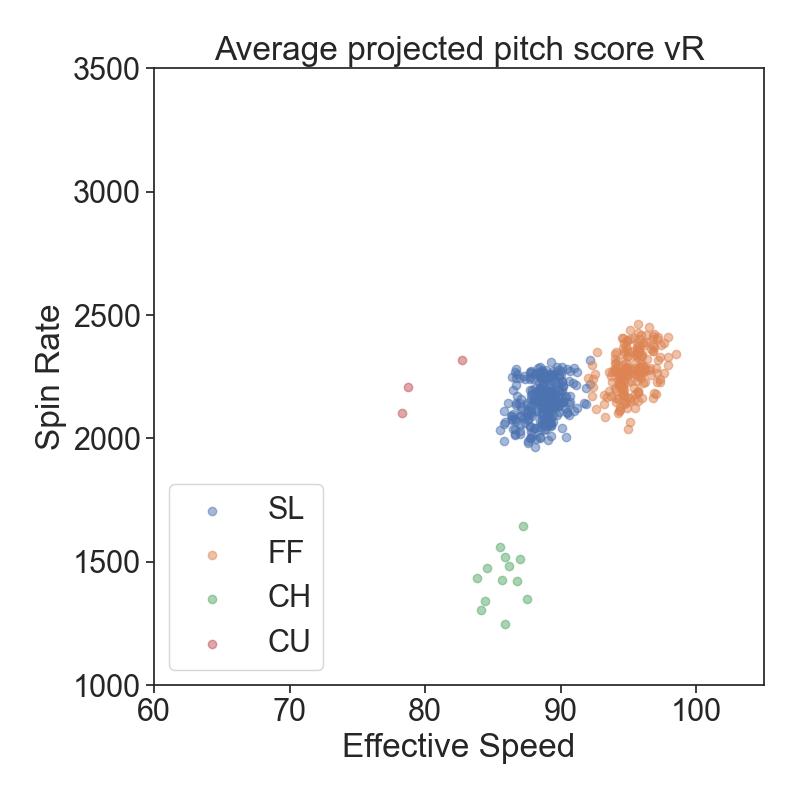 Average projected pitch score vR
3500
3000
2500
2000
1500
1000
Spin Rate
SL
FF
CH
CU
60
70
80
90
100
Effective Speed